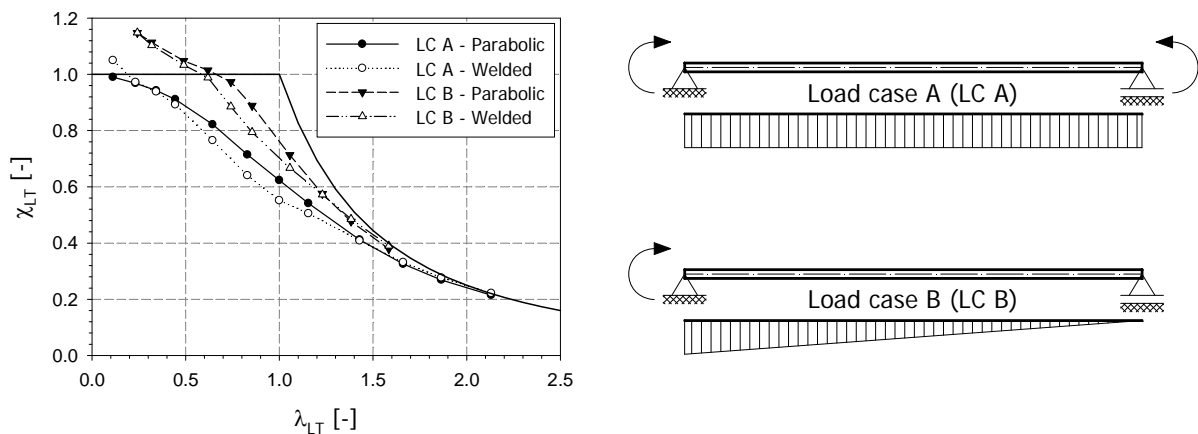 1.2
1.0
0.8
0.6
0.4
0.2
0.0
χLT [-]
0.0 0.5 1.0 1.5 2.0 2.5
λLT [-]
LC A - Parabolic
LC A - Welded
LC B - Parabolic
LC B - Welded
Load case A (LC A)
Load case B (LC B)